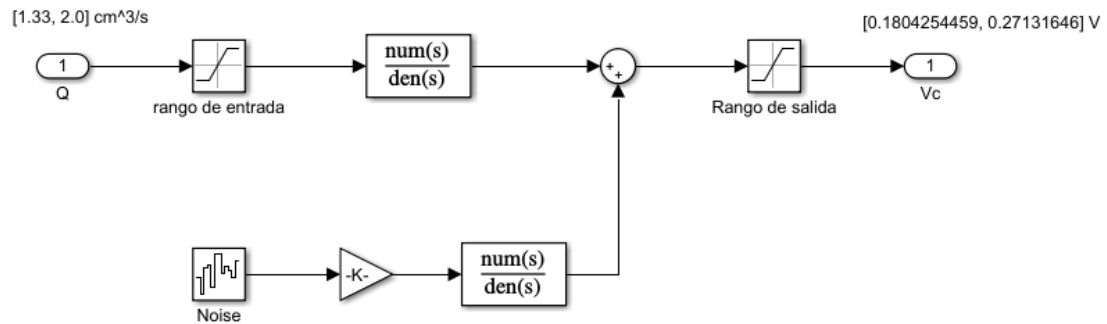 [1.33, 2.0] cm^3/s
[0.1804254459, 0.27131646] V
1
Q
rango de entrada
num(s)
den(s)
+
+
Rango de salida
1
Vc
Noise
-K-
num(s)
den(s)